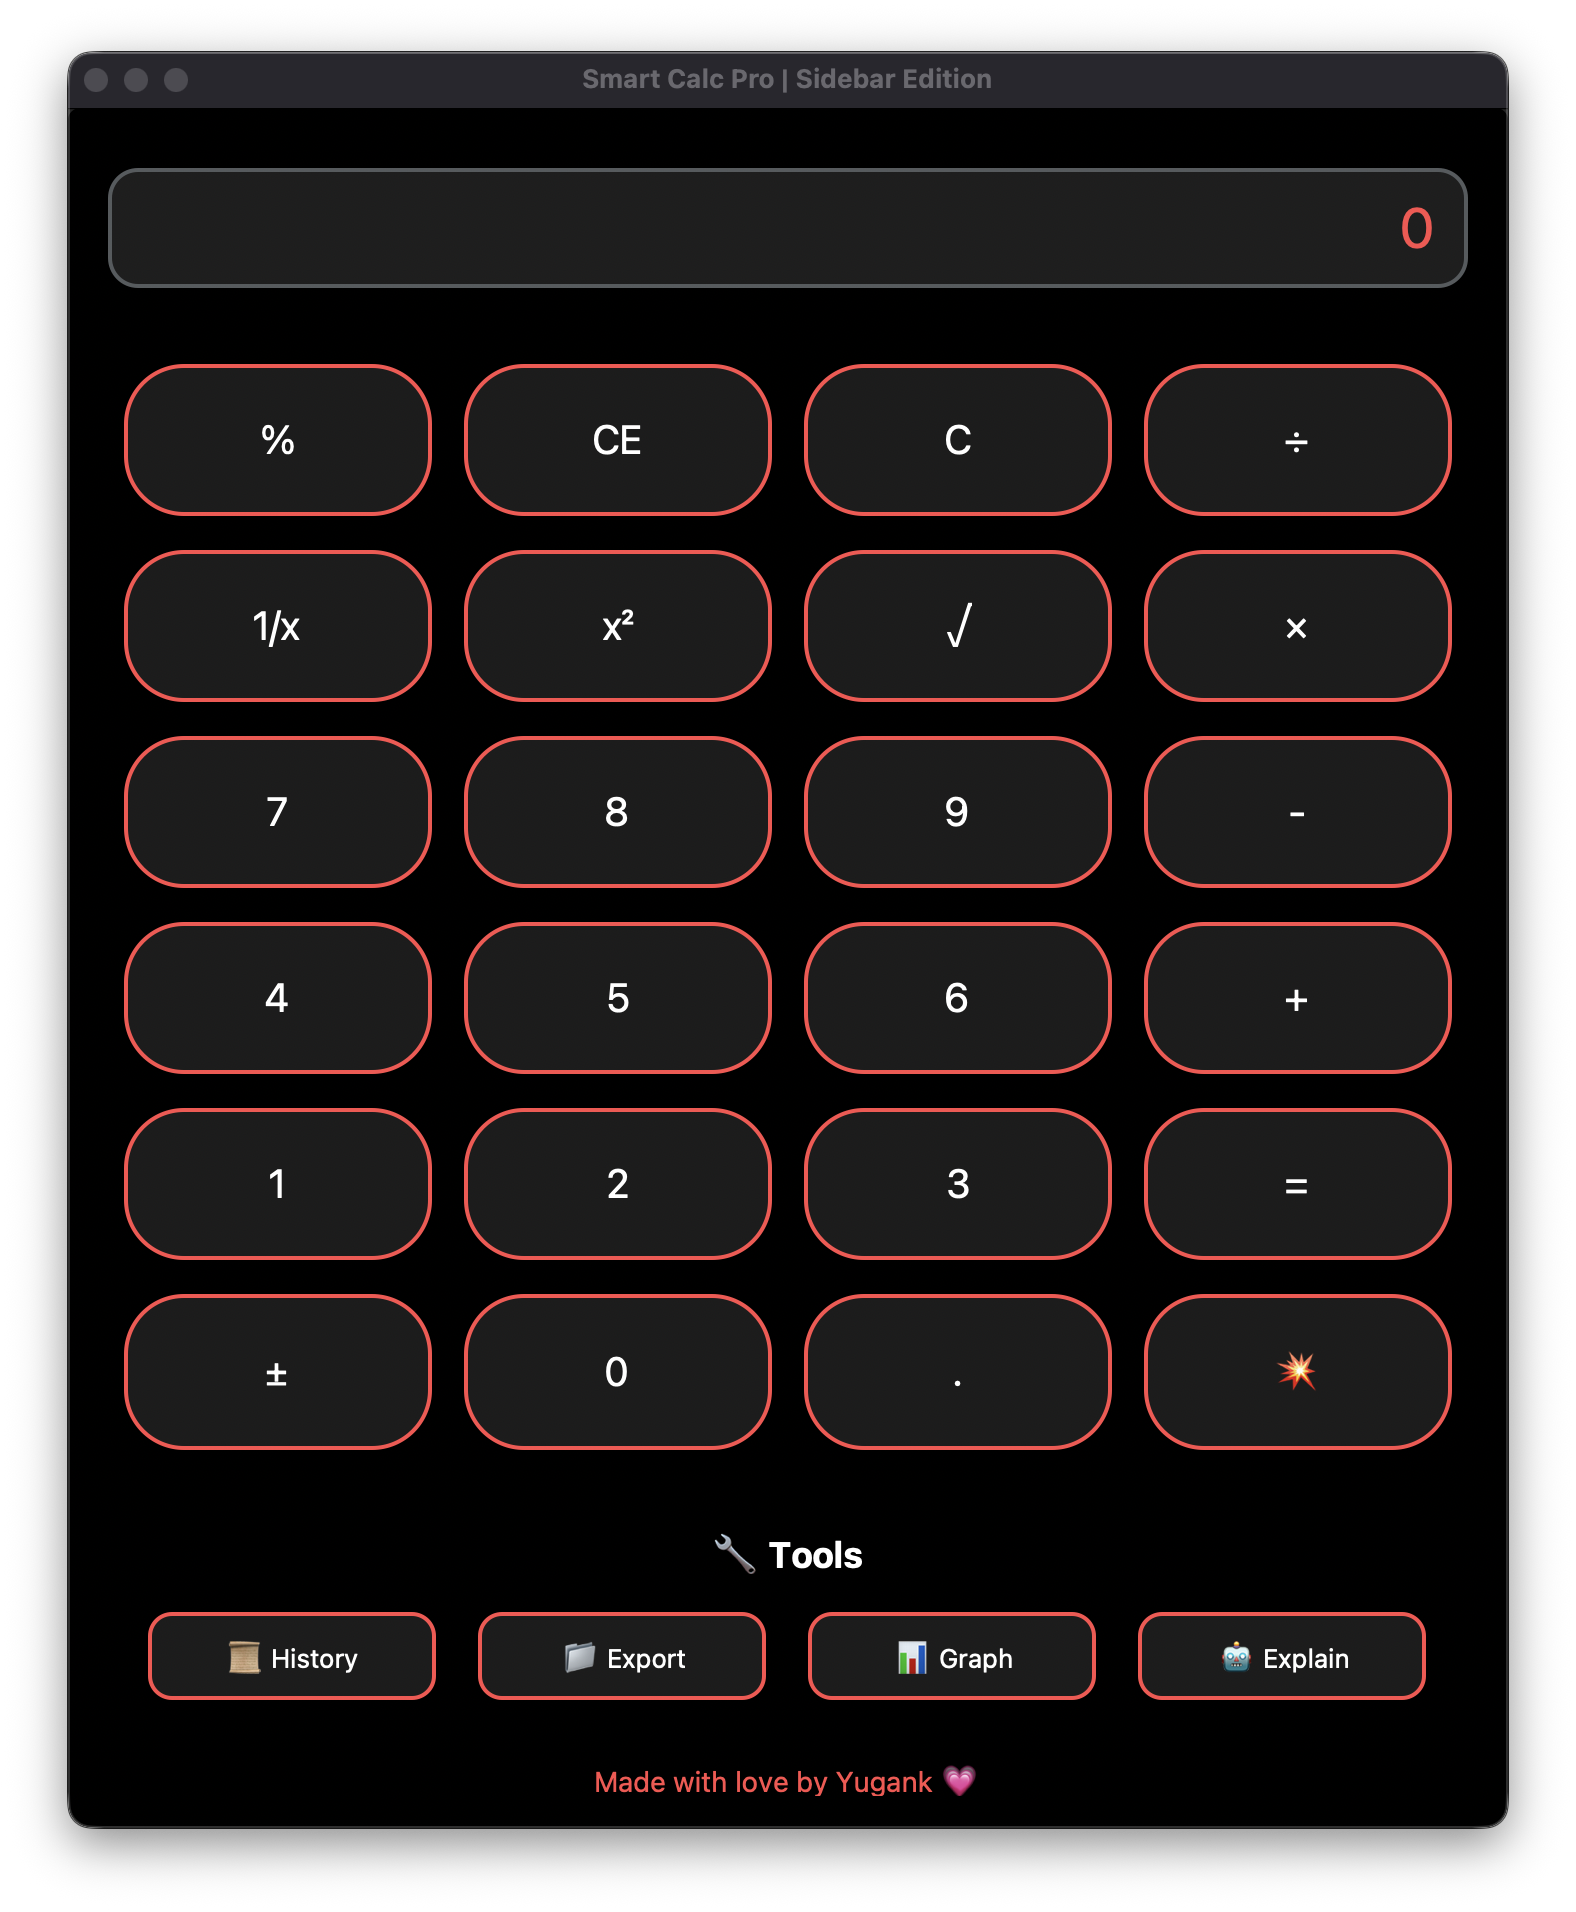 Smart Calc Pro | Sidebar Edition
0
% CE C ÷
1/x x² √ ×
7 8 9 -
4 5 6 +
1 2 3 =
± 0 . 💥
🔧 Tools
📜 History 📁 Export 📊 Graph 🤖 Explain
Made with love by Yugank 💗